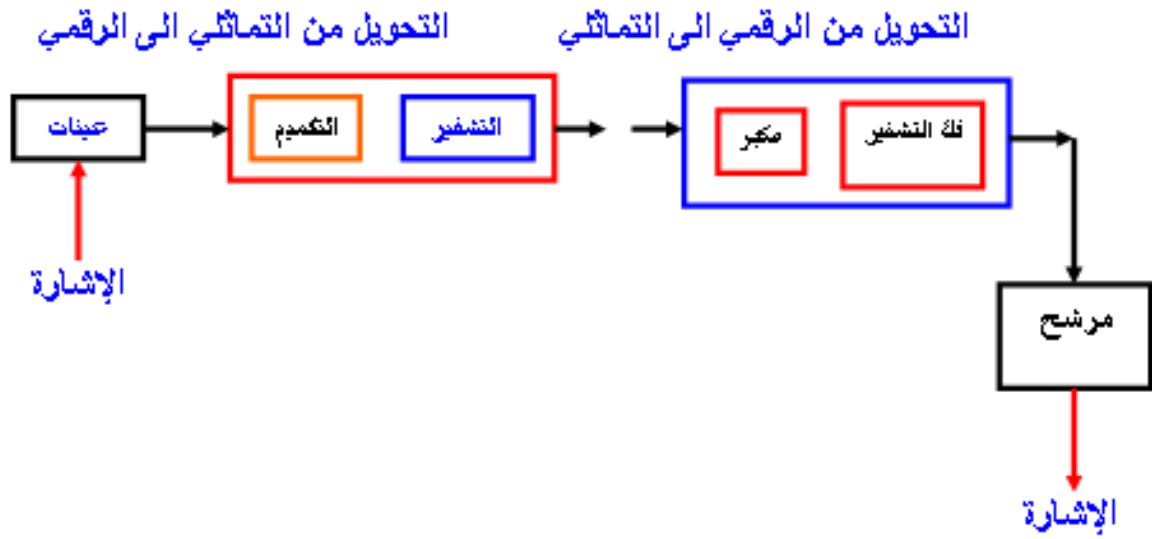 التحويل من التماثلي الى الرقمي
التحويل من الرقمي الى التماثلي
عينات
التكميم
التشفير
مكبر
فك التشفير
الإشارة
مرشح
الإشارة